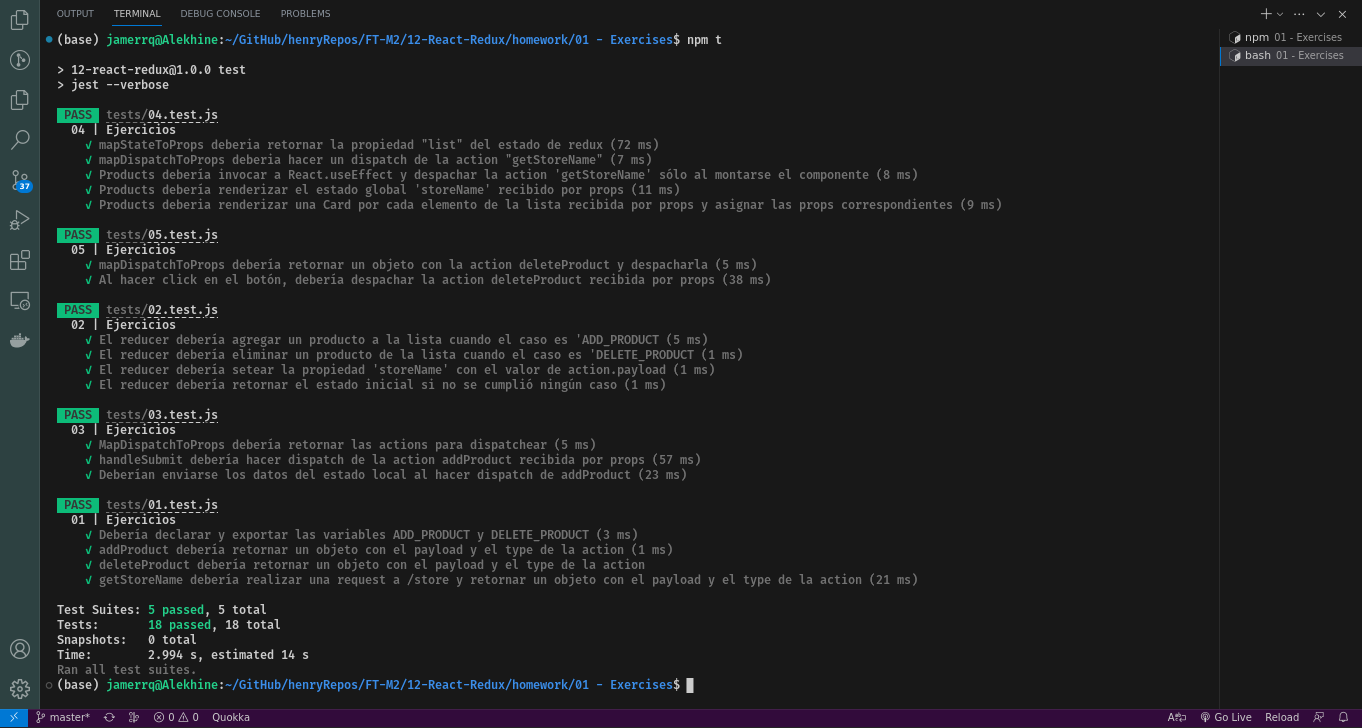 OUTPUT TERMINAL DEBUG CONSOLE PROBLEMS
(base) jamerrq@Alekhine:~/GitHub/henryRepos/FT-M2/12-React-Redux/homework/01 - Exercises$ npm t
npm 01 - Exercises
bash 01 - Exercises
> 12-react-redux@1.0.0 test
> jest --verbose
PASS tests/04.test.js
04 | Ejercicios
√ mapStateToProps deberia retornar la propiedad "list" del estado de redux (72 ms)
√ mapDispatchToProps deberia hacer un dispatch de la action "getStoreName" (7 ms)
√ Products debería invocar a React.useEffect y despachar la action 'getStoreName' sólo al montarse el componente (8 ms)
√ Products debería renderizar el estado global 'storeName' recibido por props (11 ms)
√ Products deberia renderizar una Card por cada elemento de la lista recibida por props y asignar las props correspondientes (9 ms)
PASS tests/05.test.js
05 | Ejercicios
√ mapDispatchToProps debería retornar un objeto con la action deleteProduct y despacharla (5 ms)
√ Al hacer click en el botón, debería despachar la action deleteProduct recibida por props (38 ms)
PASS tests/02.test.js
02 | Ejercicios
√ El reducer debería agregar un producto a la lista cuando el caso es 'ADD_PRODUCT (5 ms)
√ El reducer debería eliminar un producto de la lista cuando el caso es 'DELETE_PRODUCT (1 ms)
√ El reducer debería setear la propiedad 'storeName' con el valor de action.payload (1 ms)
√ El reducer debería retornar el estado inicial si no se cumplió ningún caso (1 ms)
PASS tests/03.test.js
03 | Ejercicios
√ MapDispatchToProps debería retornar las actions para dispatchear (5 ms)
√ handleSubmit debería hacer dispatch de la action addProduct recibida por props (57 ms)
√ Deberían enviarse los datos del estado local al hacer dispatch de addProduct (23 ms)
PASS tests/01.test.js
01 | Ejercicios
√ Debería declarar y exportar las variables ADD_PRODUCT y DELETE_PRODUCT (3 ms)
√ addProduct debería retornar un objeto con el payload y el type de la action (1 ms)
√ deleteProduct debería retornar un objeto con el payload y el type de la action
√ getStoreName debería realizar una request a /store y retornar un objeto con el payload y el type de la action (21 ms)
Test Suites: 5 passed, 5 total
Tests: 18 passed, 18 total
Snapshots: 0 total
Time: 2.994 s, estimated 14 s
Ran all test suites.
(base) jamerrq@Alekhine:~/GitHub/henryRepos/FT-M2/12-React-Redux/homework/01 - Exercises$
37
master* 0 0 Quokka Go Live Reload